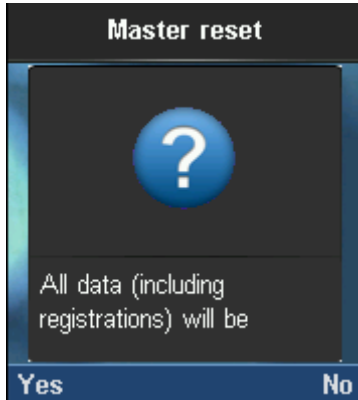 Master reset
?
All data (including
registrations) will be
Yes No